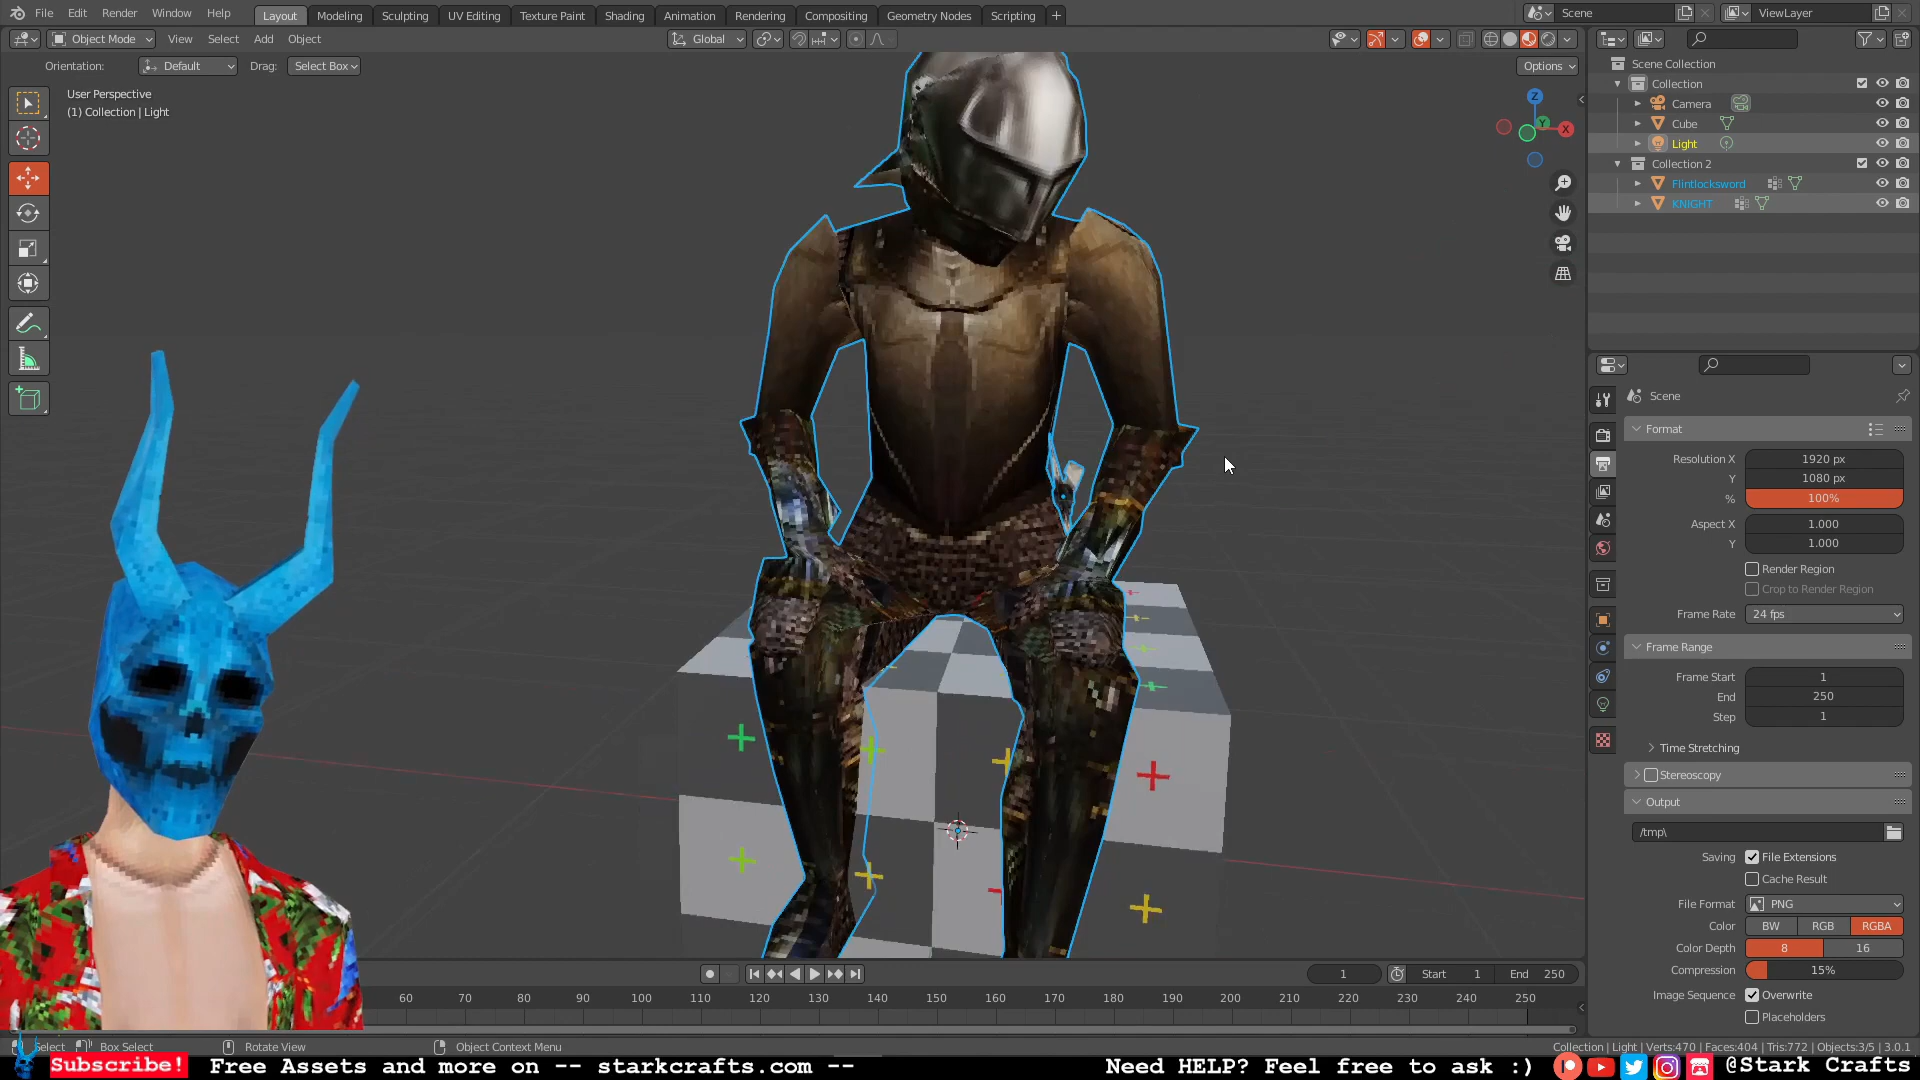 File Edit Render Window Help Layout Modeling Sculpting UV Editing Texture Paint Shading Animation Rendering Compositing Geometry Nodes Scripting + Scene ViewLayer
Object Mode View Select Add Object Global
Orientation: Default Drag: Select Box Options
User Perspective
(1) Collection | Light
Z
Y
X
Scene Collection
Collection
Camera
Cube
Light
Collection 2
Flintlocksword
KNIGHT
Scene
Format
Resolution X 1920 px
Y 1080 px
% 100%
Aspect X 1.000
Y 1.000
Render Region
Crop to Render Region
Frame Rate 24 fps
Frame Range
Frame Start 1
End 250
Step 1
Time Stretching
Stereoscopy
Output
/tmp\
Saving File Extensions
Cache Result
File Format PNG
Color BW RGB RGBA
Color Depth 8 16
Compression 15%
Image Sequence Overwrite
Placeholders
1 Start 1 End 250
60 70 80 90 100 110 120 130 140 150 160 170 180 190 200 210 220 230 240 250
Select Box Select Rotate View Object Context Menu Collection | Light | Verts:470 | Faces:404 | Tris:772 | Objects:3/5 | 3.0.1
Subscribe! Free Assets and more on -- starkcrafts.com -- Need HELP? Feel free to ask :) @Stark Crafts